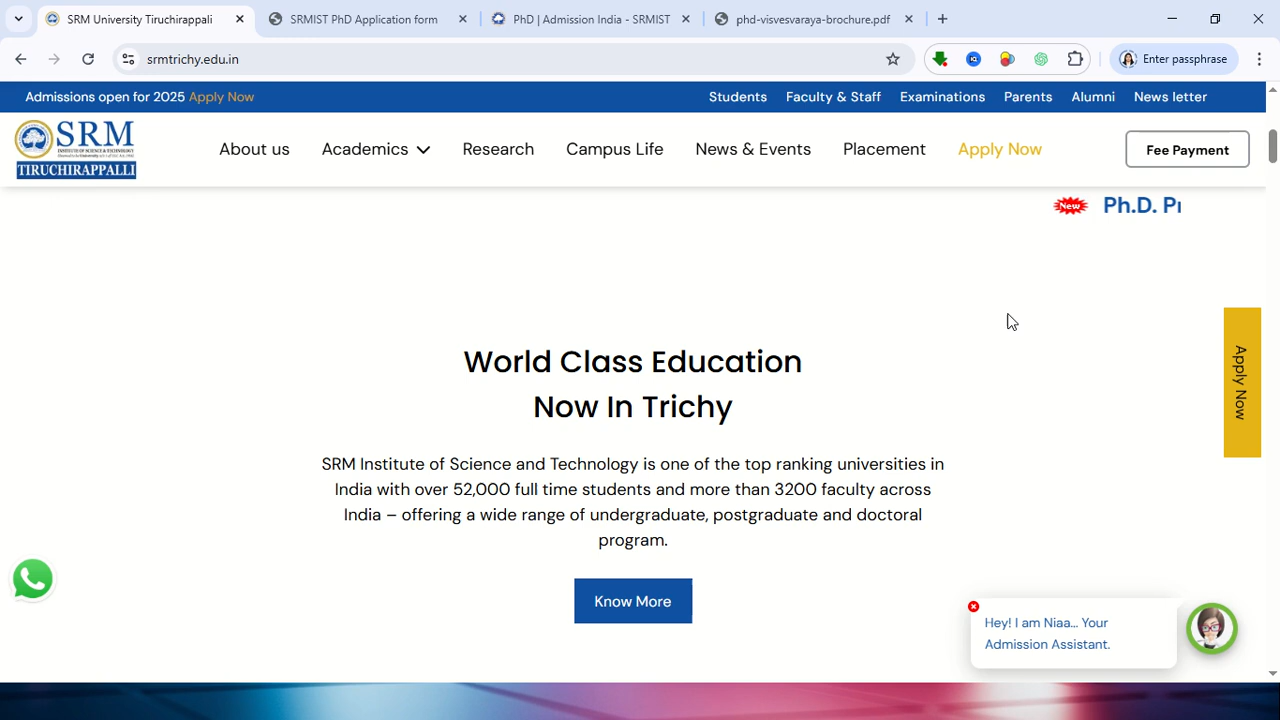 SRM University Tiruchirappalli
SRMIST PhD Application form
PhD | Admission India - SRMIST
phd-visvesvaraya-brochure.pdf
srmtrichy.edu.in
Enter passphrase
Admissions open for 2025 Apply Now
Students Faculty & Staff Examinations Parents Alumni News letter
SRM
INSTITUTE OF SCIENCE & TECHNOLOGY
TIRUCHIRAPPALLI
About us Academics Research Campus Life News & Events Placement Apply Now Fee Payment
New Ph.D. Pr
World Class Education
Now In Trichy
Apply Now
SRM Institute of Science and Technology is one of the top ranking universities in
India with over 52,000 full time students and more than 3200 faculty across
India – offering a wide range of undergraduate, postgraduate and doctoral
program.
Know More
Hey! I am Niaa... Your
Admission Assistant.